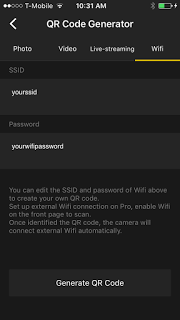 T-Mobile 10:31 AM
QR Code Generator
Photo Video Live-streaming Wifi
SSID
yourssid
Password
yourwifipassword
You can edit the SSID and password of Wifi above
to create your own QR code.
Set up external Wifi connection on Pro, enable Wifi
on the front page to scan.
Once identified the QR code, the camera will
connect external Wifi automatically.
Generate QR Code